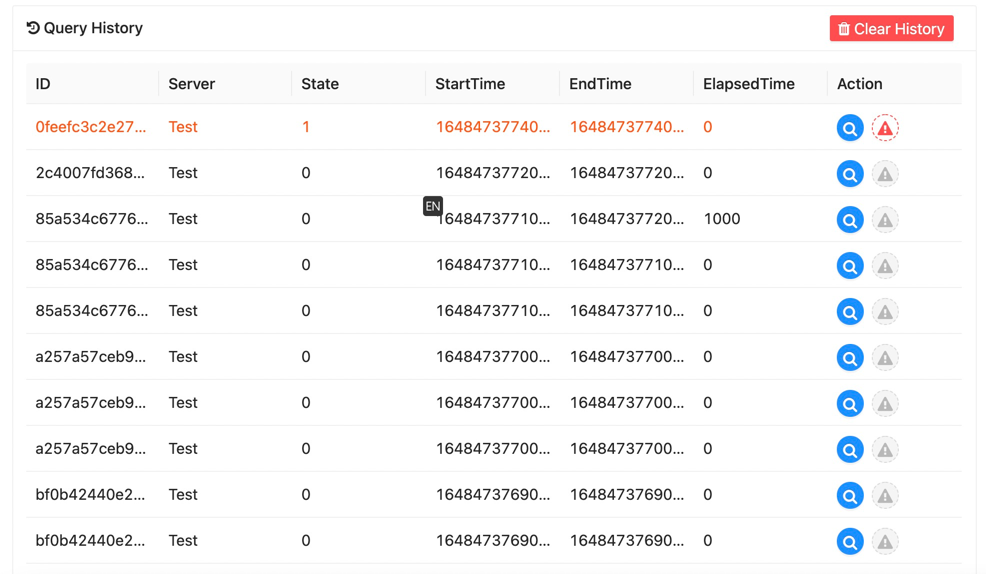 Query History
Clear History
ID Server State StartTime EndTime ElapsedTime Action
0feefc3c2e27... Test 1 16484737740... 16484737740... 0
2c4007fd368... Test 0 16484737720... 16484737720... 0
EN
85a534c6776... Test 0 16484737710... 16484737720... 1000
85a534c6776... Test 0 16484737710... 16484737710... 0
85a534c6776... Test 0 16484737710... 16484737710... 0
a257a57ceb9... Test 0 16484737700... 16484737700... 0
a257a57ceb9... Test 0 16484737700... 16484737700... 0
a257a57ceb9... Test 0 16484737700... 16484737700... 0
bf0b42440e2... Test 0 16484737690... 16484737690... 0
bf0b42440e2... Test 0 16484737690... 16484737690... 0